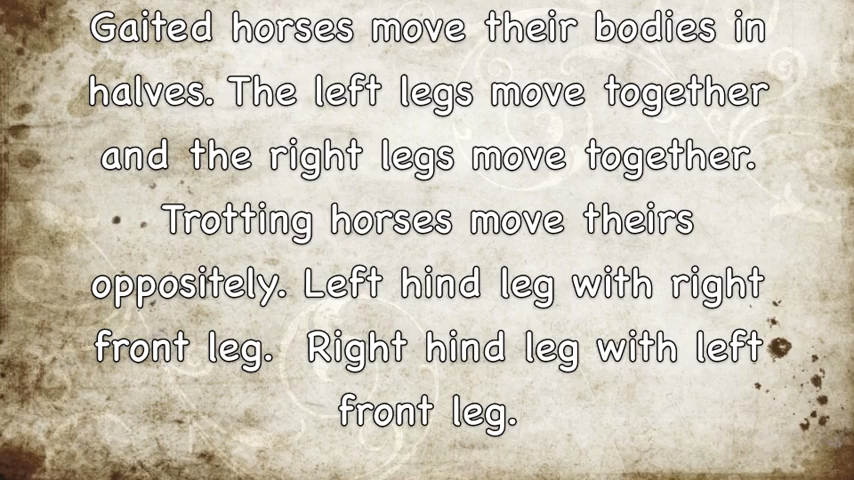 Gaited horses move their bodies in
halves. The left legs move together
and the right legs move together.
Trotting horses move theirs
oppositely. Left hind leg with right
front leg.  Right hind leg with left
front leg.